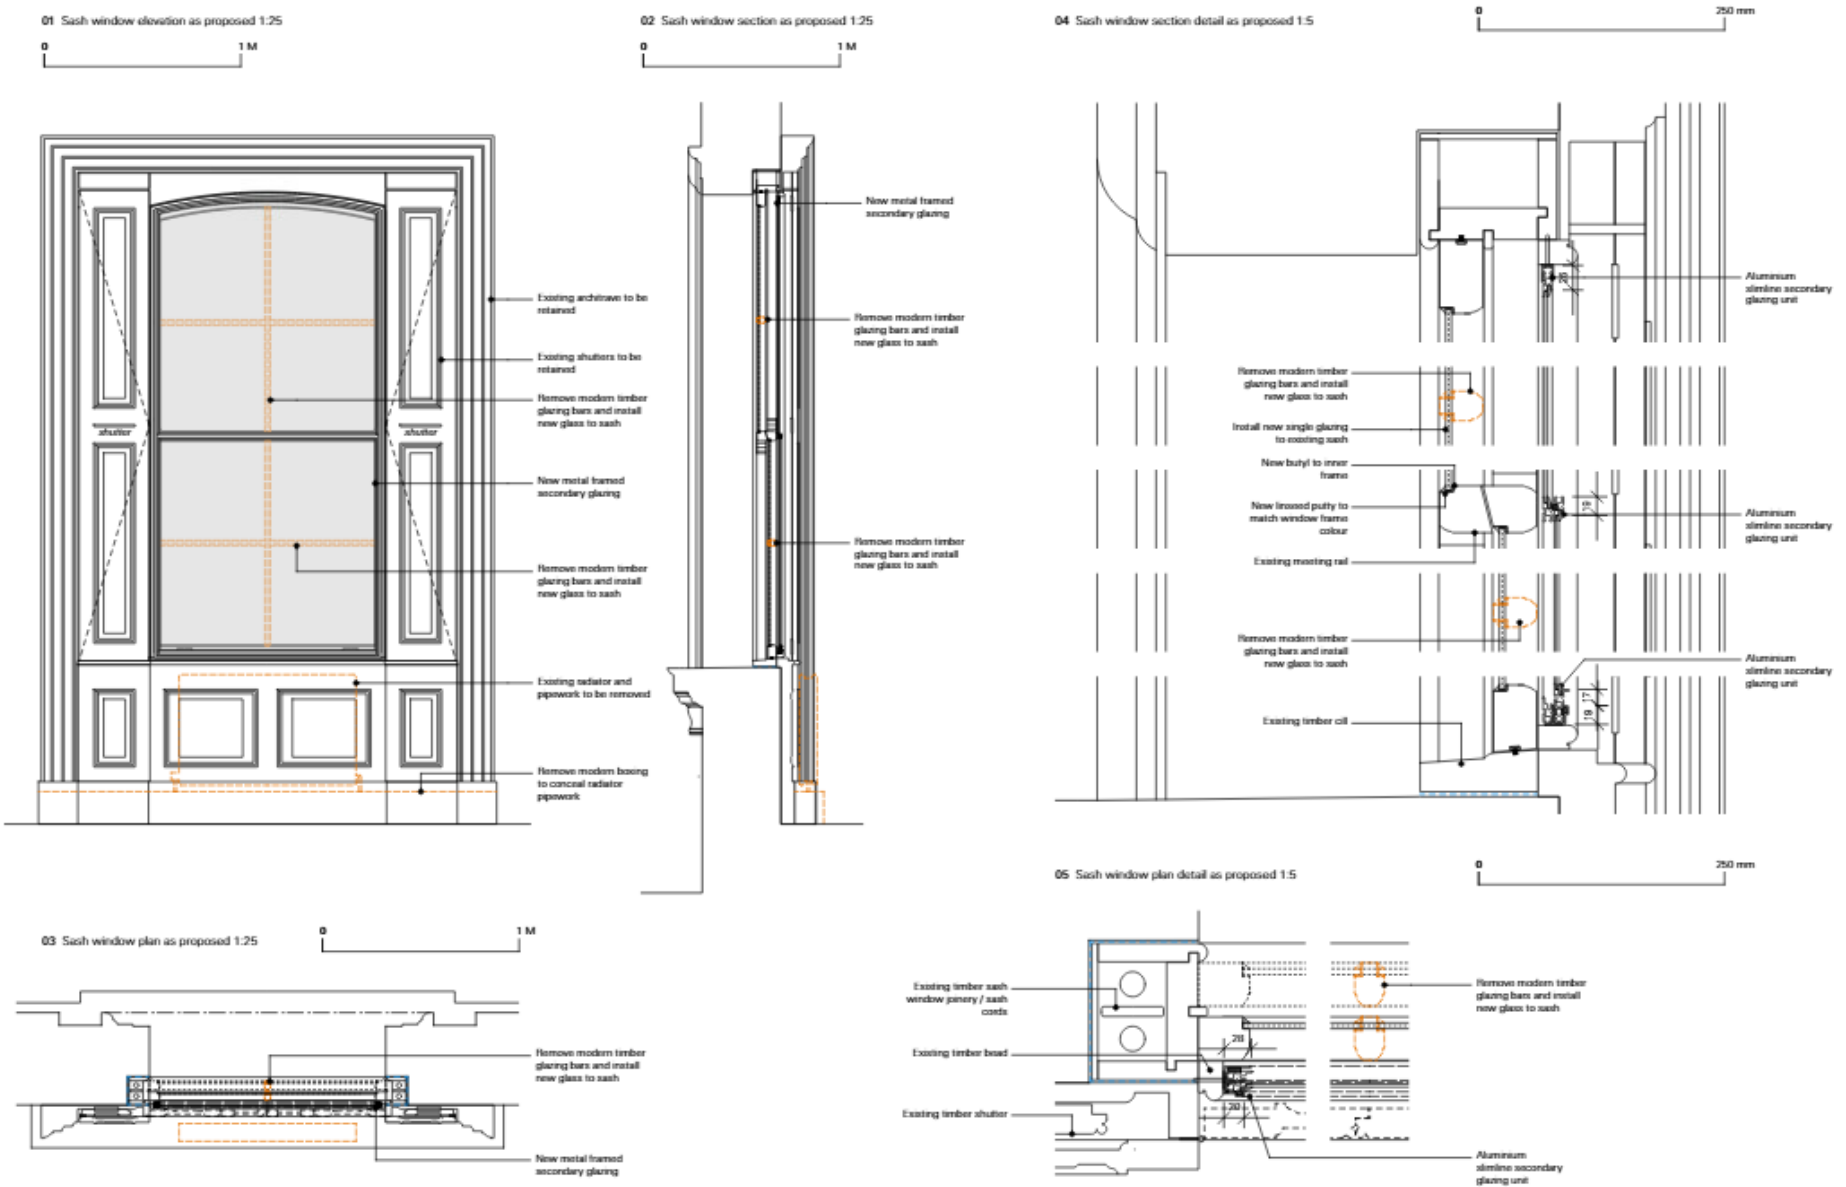 01 Sash window elevation as proposed 1:25
0
1 M
Existing architrave to be
retained
Existing shutters to be
retained
Remove modern timber
glazing bars and install
new glass to sash
shutter
shutter
New metal framed
secondary glazing
Remove modern timber
glazing bars and install
new glass to sash
Existing radiator and
pipework to be removed
Remove modern boxing
to conceal radiator
pipework
02 Sash window section as proposed 1:25
0
1 M
New metal framed
secondary glazing
Remove modern timber
glazing bars and install
new glass to sash
Remove modern timber
glazing bars and install
new glass to sash
04 Sash window section detail as proposed 1:5
0
250 mm
Aluminium
slimline secondary
glazing unit
Remove modern timber
glazing bars and install
new glass to sash
Install new single glazing
to existing sash
New butyl to inner
frame
New linseed putty to
match window frame
colour
Existing meeting rail
19
Aluminium
slimline secondary
glazing unit
Remove modern timber
glazing bars and install
new glass to sash
Aluminium
slimline secondary
glazing unit
17
19
Existing timber cill
03 Sash window plan as proposed 1:25
0
1 M
Remove modern timber
glazing bars and install
new glass to sash
New metal framed
secondary glazing
05 Sash window plan detail as proposed 1:5
0
250 mm
Existing timber sash
window joinery / sash
cords
Remove modern timber
glazing bars and install
new glass to sash
28
Existing timber bead
20
Existing timber shutter
Aluminium
slimline secondary
glazing unit